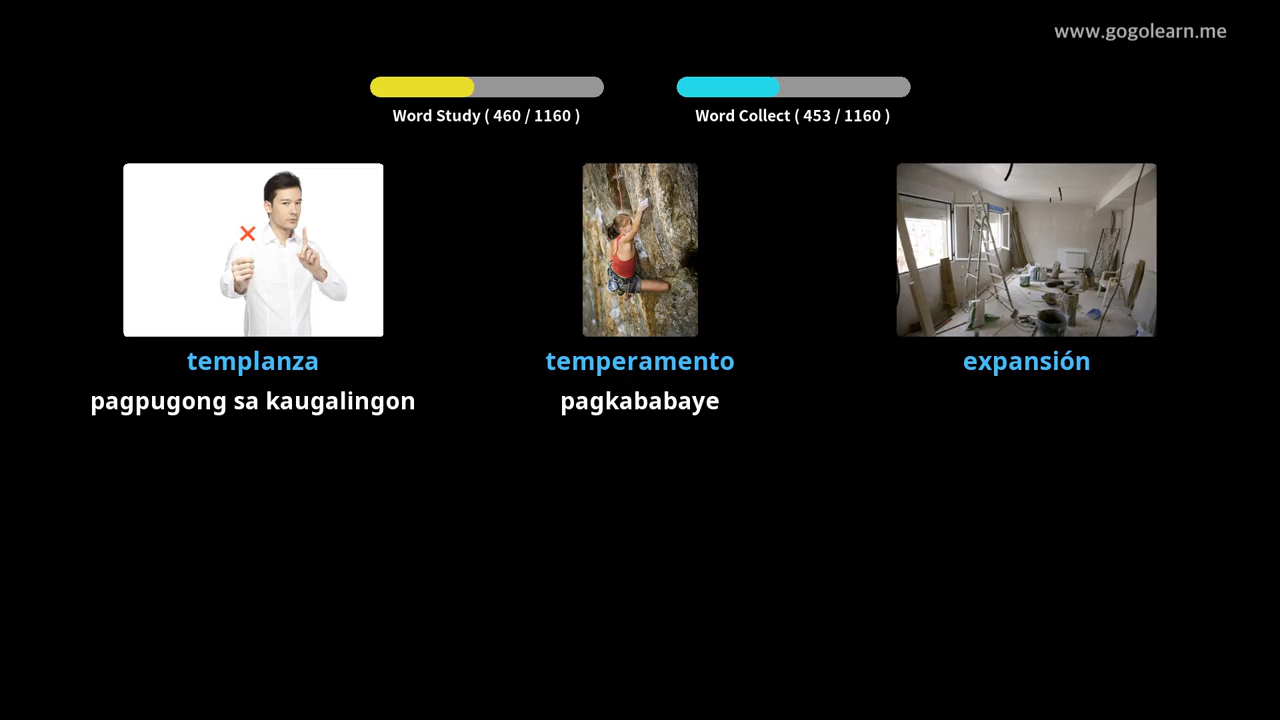 www.gogolearn.me
Word Study ( 460 / 1160 )
Word Collect ( 453 / 1160 )
templanza
pagpugong sa kaugalingon
temperamento
pagkababaye
expansión